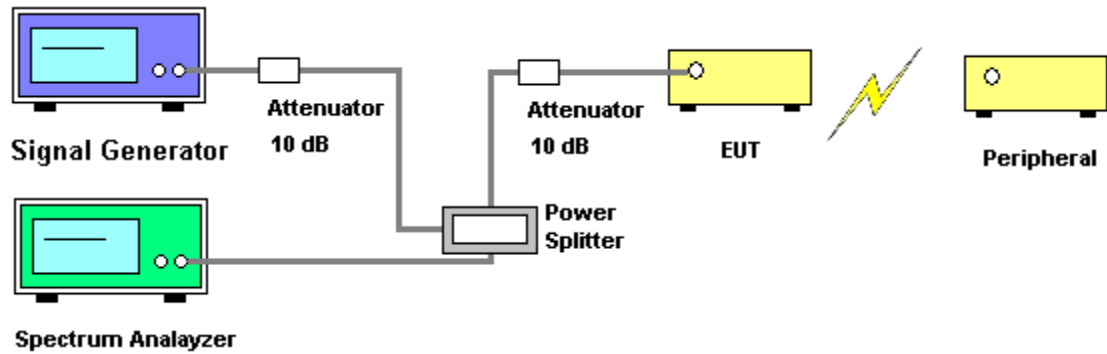 Attenuator
10 dB
Signal Generator
Attenuator
10 dB
EUT
Peripheral
Power
Splitter
Spectrum Analayzer